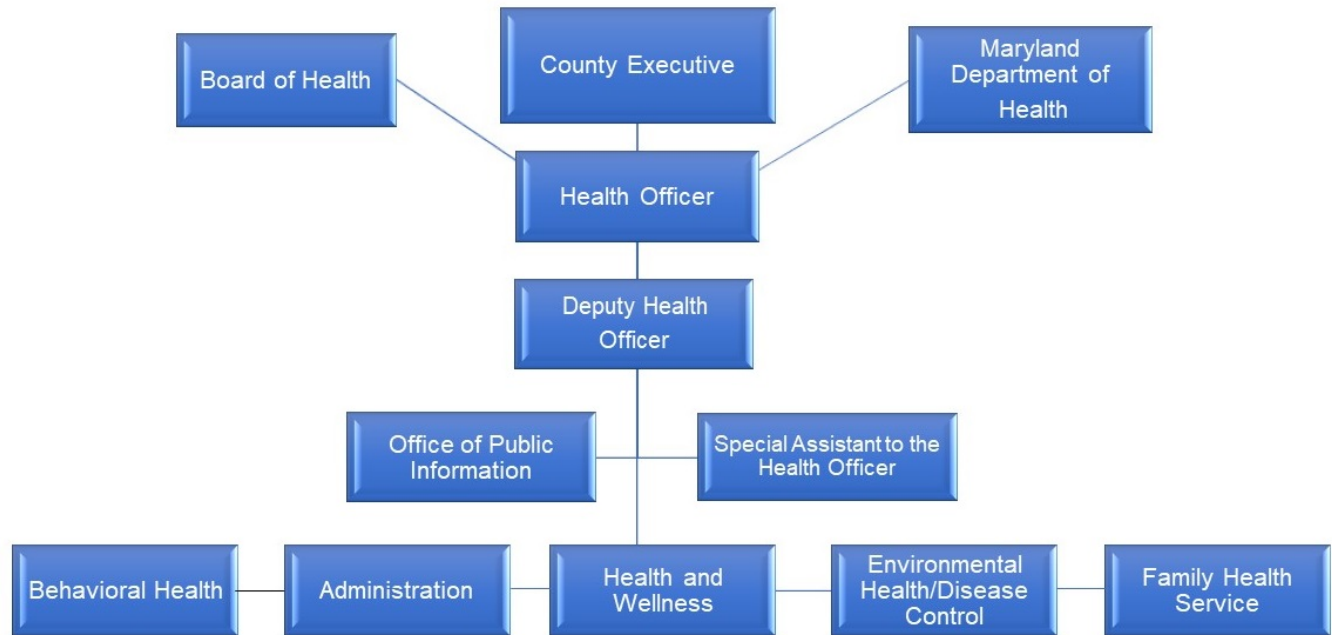 Board of Health
County Executive
Maryland
Department of
Health
Health Officer
Deputy Health
Officer
Office of Public
Information
Special Assistant to the
Health Officer
Behavioral Health
Administration
Health and
Wellness
Environmental
Health/Disease
Control
Family Health
Service